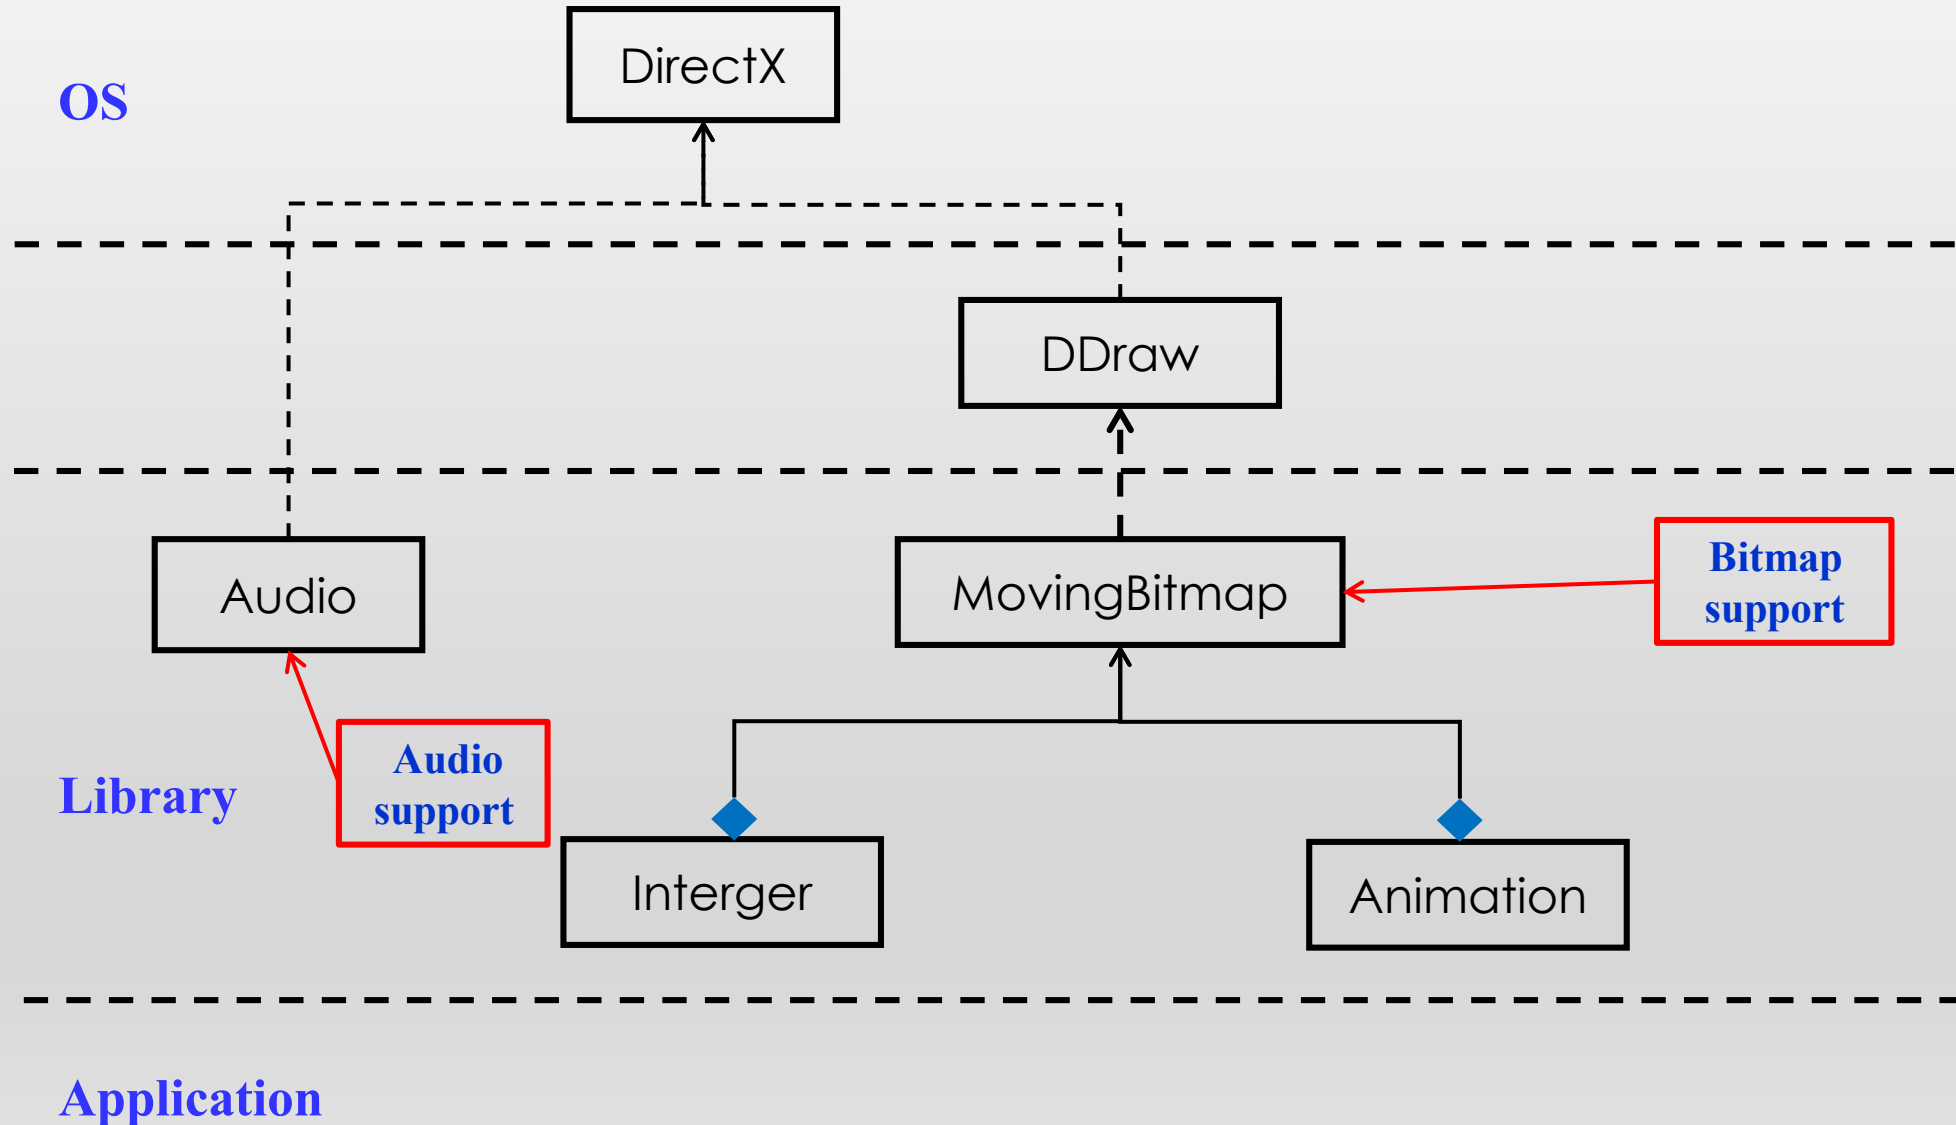 DirectX
OS
DDraw
Audio
MovingBitmap
Bitmap
support
Audio
support
Library
Interger
Animation
Application